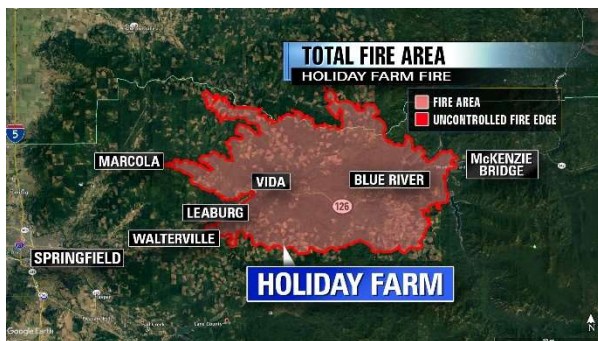 TOTAL FIRE AREA
HOLIDAY FARM FIRE
FIRE AREA
UNCONTROLLED FIRE EDGE
5
MARCOLA
McKENZIE
BRIDGE
VIDA
BLUE RIVER
126
LEABURG
WALTERVILLE
SPRINGFIELD
HOLIDAY FARM
Google Earth
N